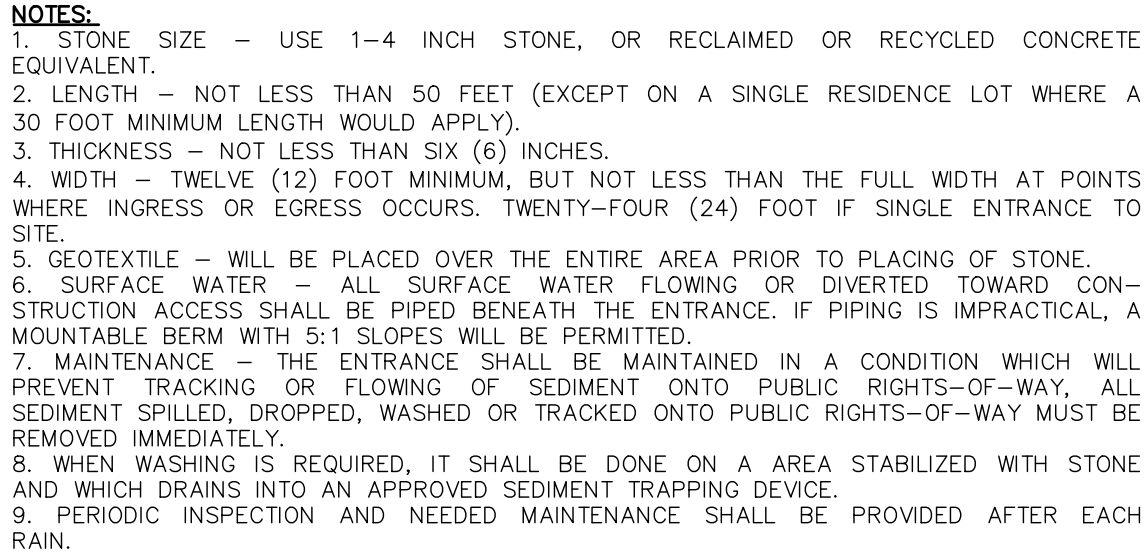 NOTES:
1. STONE SIZE – USE 1–4 INCH STONE, OR RECLAIMED OR RECYCLED CONCRETE
EQUIVALENT.
2. LENGTH – NOT LESS THAN 50 FEET (EXCEPT ON A SINGLE RESIDENCE LOT WHERE A
30 FOOT MINIMUM LENGTH WOULD APPLY).
3. THICKNESS – NOT LESS THAN SIX (6) INCHES.
4. WIDTH – TWELVE (12) FOOT MINIMUM, BUT NOT LESS THAN THE FULL WIDTH AT POINTS
WHERE INGRESS OR EGRESS OCCURS. TWENTY–FOUR (24) FOOT IF SINGLE ENTRANCE TO
SITE.
5. GEOTEXTILE – WILL BE PLACED OVER THE ENTIRE AREA PRIOR TO PLACING OF STONE.
6. SURFACE WATER – ALL SURFACE WATER FLOWING OR DIVERTED TOWARD CON–
STRUCTION ACCESS SHALL BE PIPED BENEATH THE ENTRANCE. IF PIPING IS IMPRACTICAL, A
MOUNTABLE BERM WITH 5:1 SLOPES WILL BE PERMITTED.
7. MAINTENANCE – THE ENTRANCE SHALL BE MAINTAINED IN A CONDITION WHICH WILL
PREVENT TRACKING OR FLOWING OF SEDIMENT ONTO PUBLIC RIGHTS–OF–WAY, ALL
SEDIMENT SPILLED, DROPPED, WASHED OR TRACKED ONTO PUBLIC RIGHTS–OF–WAY MUST BE
REMOVED IMMEDIATELY.
8. WHEN WASHING IS REQUIRED, IT SHALL BE DONE ON A AREA STABILIZED WITH STONE
AND WHICH DRAINS INTO AN APPROVED SEDIMENT TRAPPING DEVICE.
9. PERIODIC INSPECTION AND NEEDED MAINTENANCE SHALL BE PROVIDED AFTER EACH
RAIN.